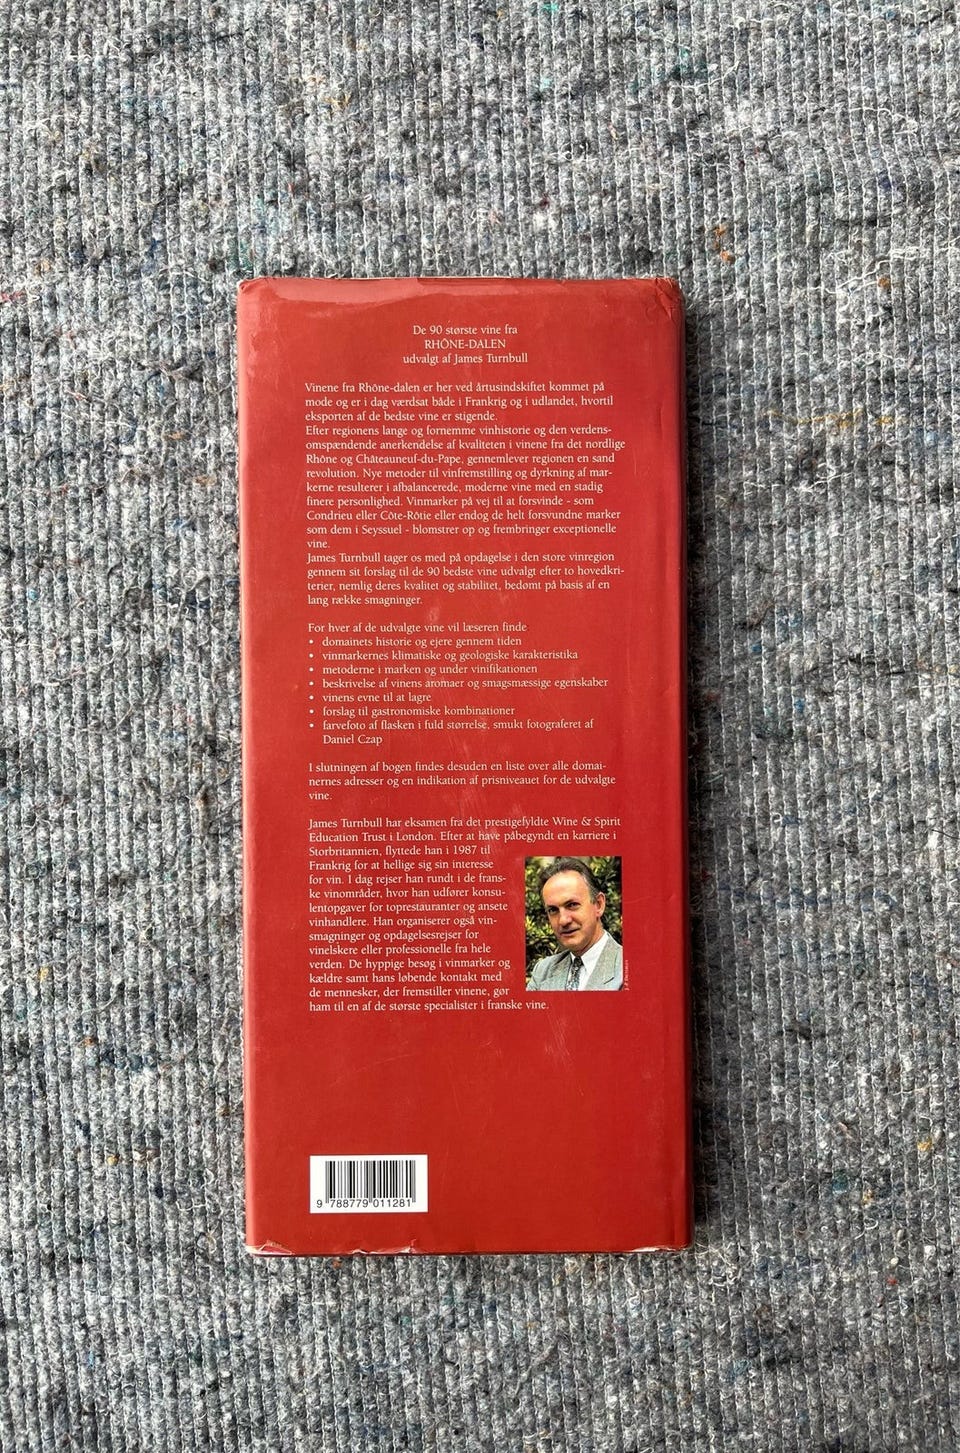 De 90 største vine fra
RHÔNE-DALEN
udvalgt af James Turnbull
Vinene fra Rhône-dalen er her ved årtusindskiftet kommet på
mode og er i dag værdsat både i Frankrig og i udlandet, hvortil
eksporten af de bedste vine er stigende.
Efter regionens lange og fornemme vinhistorie og den verdens-
omspændende anerkendelse af kvaliteten i vinene fra det nordlige
Rhône og Châteauneuf-du-Pape, gennemlever regionen en sand
revolution. Nye metoder til vinfremstilling og dyrkning af mar-
kerne resulterer i afbalancerede, moderne vine med en stadig
finere personlighed. Vinmarker på vej til at forsvinde - som
Condrieu eller Côte-Rôtie eller endog de helt forsvundne marker
som dem i Seyssuel - blomstrer op og frembringer exceptionelle
vine.
James Turnbull tager os med på opdagelse i den store vinregion
gennem sit forslag til de 90 bedste vine udvalgt efter to hovedkri-
terier, nemlig deres kvalitet og stabilitet, bedømt på basis af en
lang række smagninger.
For hver af de udvalgte vine vil læseren finde
• domainets historie og ejere gennem tiden
• vinmarkernes klimatiske og geologiske karakteristika
• metoderne i marken og under vinifikationen
• beskrivelse af vinens aromaer og smagsmæssige egenskaber
• vinens evne til at lagre
• forslag til gastronomiske kombinationer
• farvefoto af flasken i fuld størrelse, smukt fotograferet af
Daniel Czap
I slutningen af bogen findes desuden en liste over alle domai-
nernes adresser og en indikation af prisniveauet for de udvalgte
vine.
James Turnbull har eksamen fra det prestigefyldte Wine & Spirit
Education Trust i London. Efter at have påbegyndt en karriere i
Storbritannien, flyttede han i 1987 til
Frankrig for at hellige sig sin interesse
for vin. I dag rejser han rundt i de frans-
ke vinområder, hvor han udfører konsu-
lentopgaver for toprestauranter og ansete
vinhandlere. Han organiserer også vin-
smagninger og opdagelsesrejser for
vinelskere eller professionelle fra hele
verden. De hyppige besøg i vinmarker og
kældre samt hans løbende kontakt med
de mennesker, der fremstiller vinene, gør
ham til en af de største specialister i franske vine.
9 788779 011281